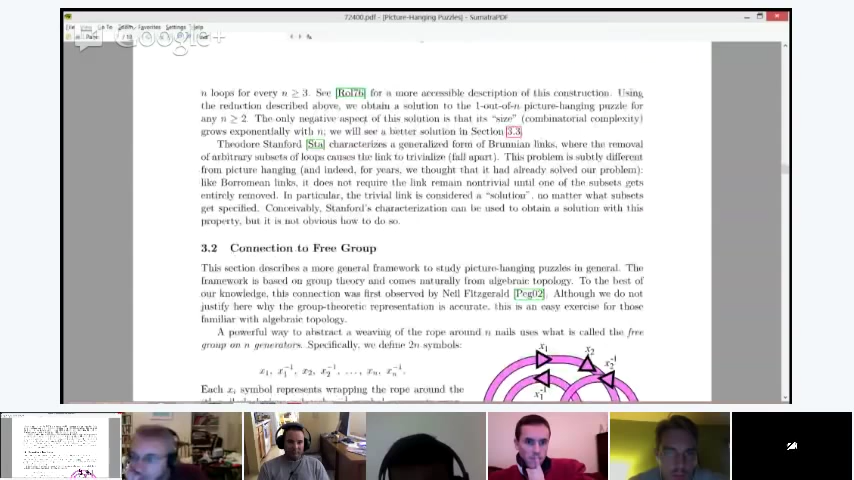 72400.pdf - [Picture-Hanging Puzzles] - SumatraPDF
File View Go To Zoom Favorites Settings Help
Page:
Google+
n loops for every n ≥ 3. See [Rol76] for a more accessible description of this construction. Using
the reduction described above, we obtain a solution to the 1-out-of-n picture-hanging puzzle for
any n ≥ 2. The only negative aspect of this solution is that its “size” (combinatorial complexity)
grows exponentially with n; we will see a better solution in Section 3.3.
Theodore Stanford [Sta] characterizes a generalized form of Brunnian links, where the removal
of arbitrary subsets of loops causes the link to trivialize (fall apart). This problem is subtly different
from picture hanging (and indeed, for years, we thought that it had already solved our problem):
like Borromean links, it does not require the link remain nontrivial until one of the subsets gets
entirely removed. In particular, the trivial link is considered a “solution”, no matter what subsets
get specified. Conceivably, Stanford's characterization can be used to obtain a solution with this
property, but it is not obvious how to do so.
3.2 Connection to Free Group
This section describes a more general framework to study picture-hanging puzzles in general. The
framework is based on group theory and comes naturally from algebraic topology. To the best of
our knowledge, this connection was first observed by Neil Fitzgerald [Peg02]. Although we do not
justify here why the group-theoretic representation is accurate, this is an easy exercise for those
familiar with algebraic topology.
A powerful way to abstract a weaving of the rope around n nails uses what is called the free
group on n generators. Specifically, we define 2n symbols:
x₁, x₁⁻¹, x₂, x₂⁻¹, …, xₙ, xₙ⁻¹.
Each xᵢ symbol represents wrapping the rope around the
x₁
x₂
x₂⁻¹
x₁⁻¹